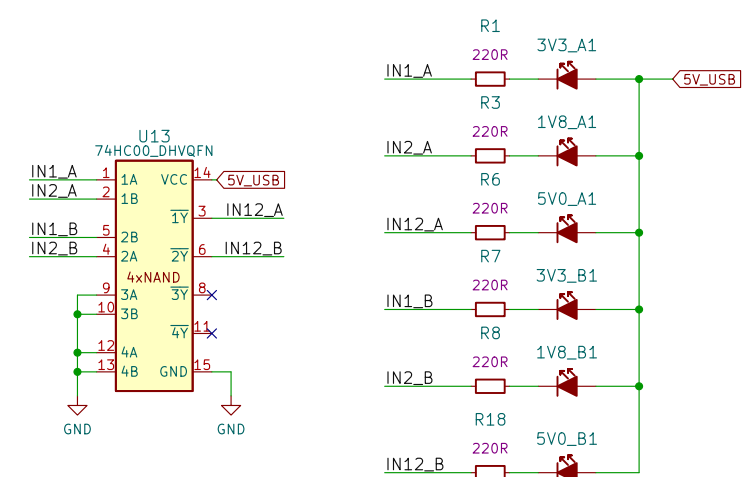 U13
74HC00_DHVQFN
IN1_A
1
1A
IN2_A
2
1B
IN1_B
5
2B
IN2_B
4
2A
4xNAND
9
3A
10
3B
12
4A
13
4B
VCC
14
5V_USB
1Y
3
IN12_A
2Y
6
IN12_B
3Y
8
4Y
11
GND
15
GND
GND
R1
220R
3V3_A1
IN1_A
5V_USB
R3
220R
1V8_A1
IN2_A
R6
220R
5V0_A1
IN12_A
R7
220R
3V3_B1
IN1_B
R8
220R
1V8_B1
IN2_B
R18
220R
5V0_B1
IN12_B